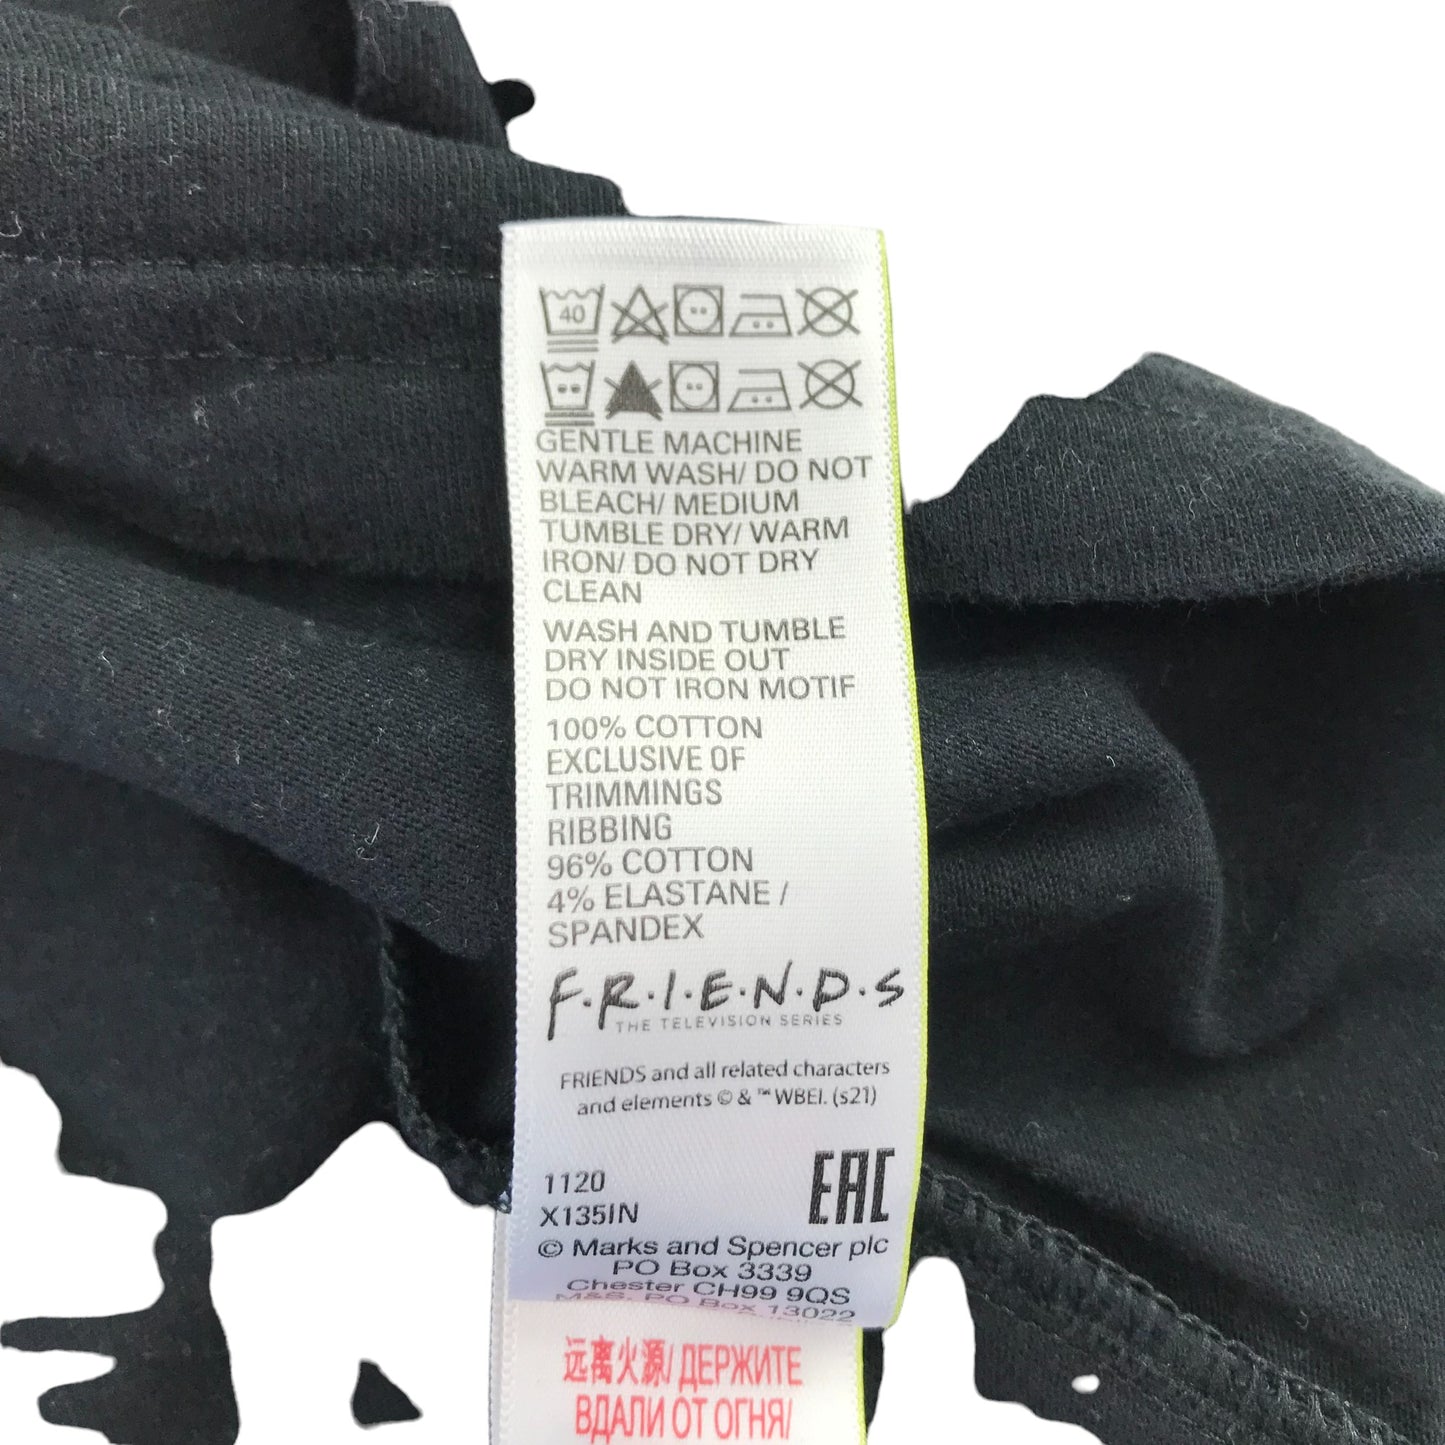 40
GENTLE MACHINE
WARM WASH/ DO NOT
BLEACH/ MEDIUM
TUMBLE DRY/ WARM
IRON/ DO NOT DRY
CLEAN
WASH AND TUMBLE
DRY INSIDE OUT
DO NOT IRON MOTIF
100% COTTON
EXCLUSIVE OF
TRIMMINGS
RIBBING
96% COTTON
4% ELASTANE /
SPANDEX
F·R·I·E·N·D·S
THE TELEVISION SERIES
FRIENDS and all related characters
and elements © & ™ WBEI. (s21)
1120
X135IN
EAC
© Marks and Spencer plc
PO Box 3339
Chester CH99 9QS
M&S, PO Box 13022
远离火源/ ДЕРЖИТЕ
ВДАЛИ ОТ ОГНЯ/